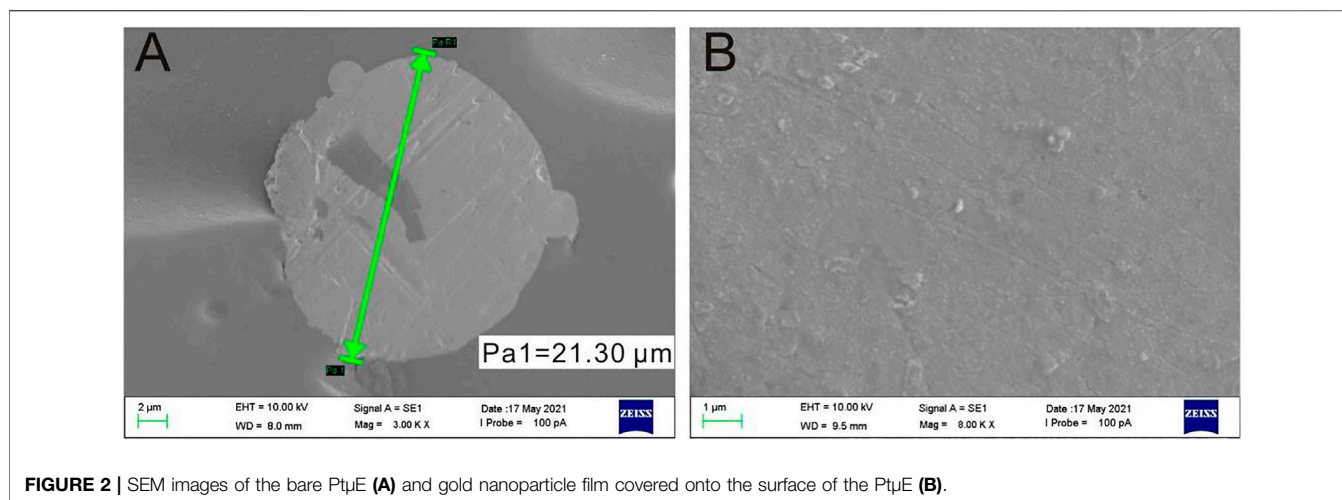 A
Pa R1
Pa 1
Pa1=21.30 µm
2 µm
EHT = 10.00 kV
Signal A = SE1
Date :17 May 2021
WD = 8.0 mm
Mag = 3.00 K X
I Probe = 100 pA
ZEISS
B
1 µm
EHT = 10.00 kV
Signal A = SE1
Date :17 May 2021
WD = 9.5 mm
Mag = 8.00 K X
I Probe = 100 pA
ZEISS
FIGURE 2 | SEM images of the bare PtµE (A) and gold nanoparticle film covered onto the surface of the PtµE (B).